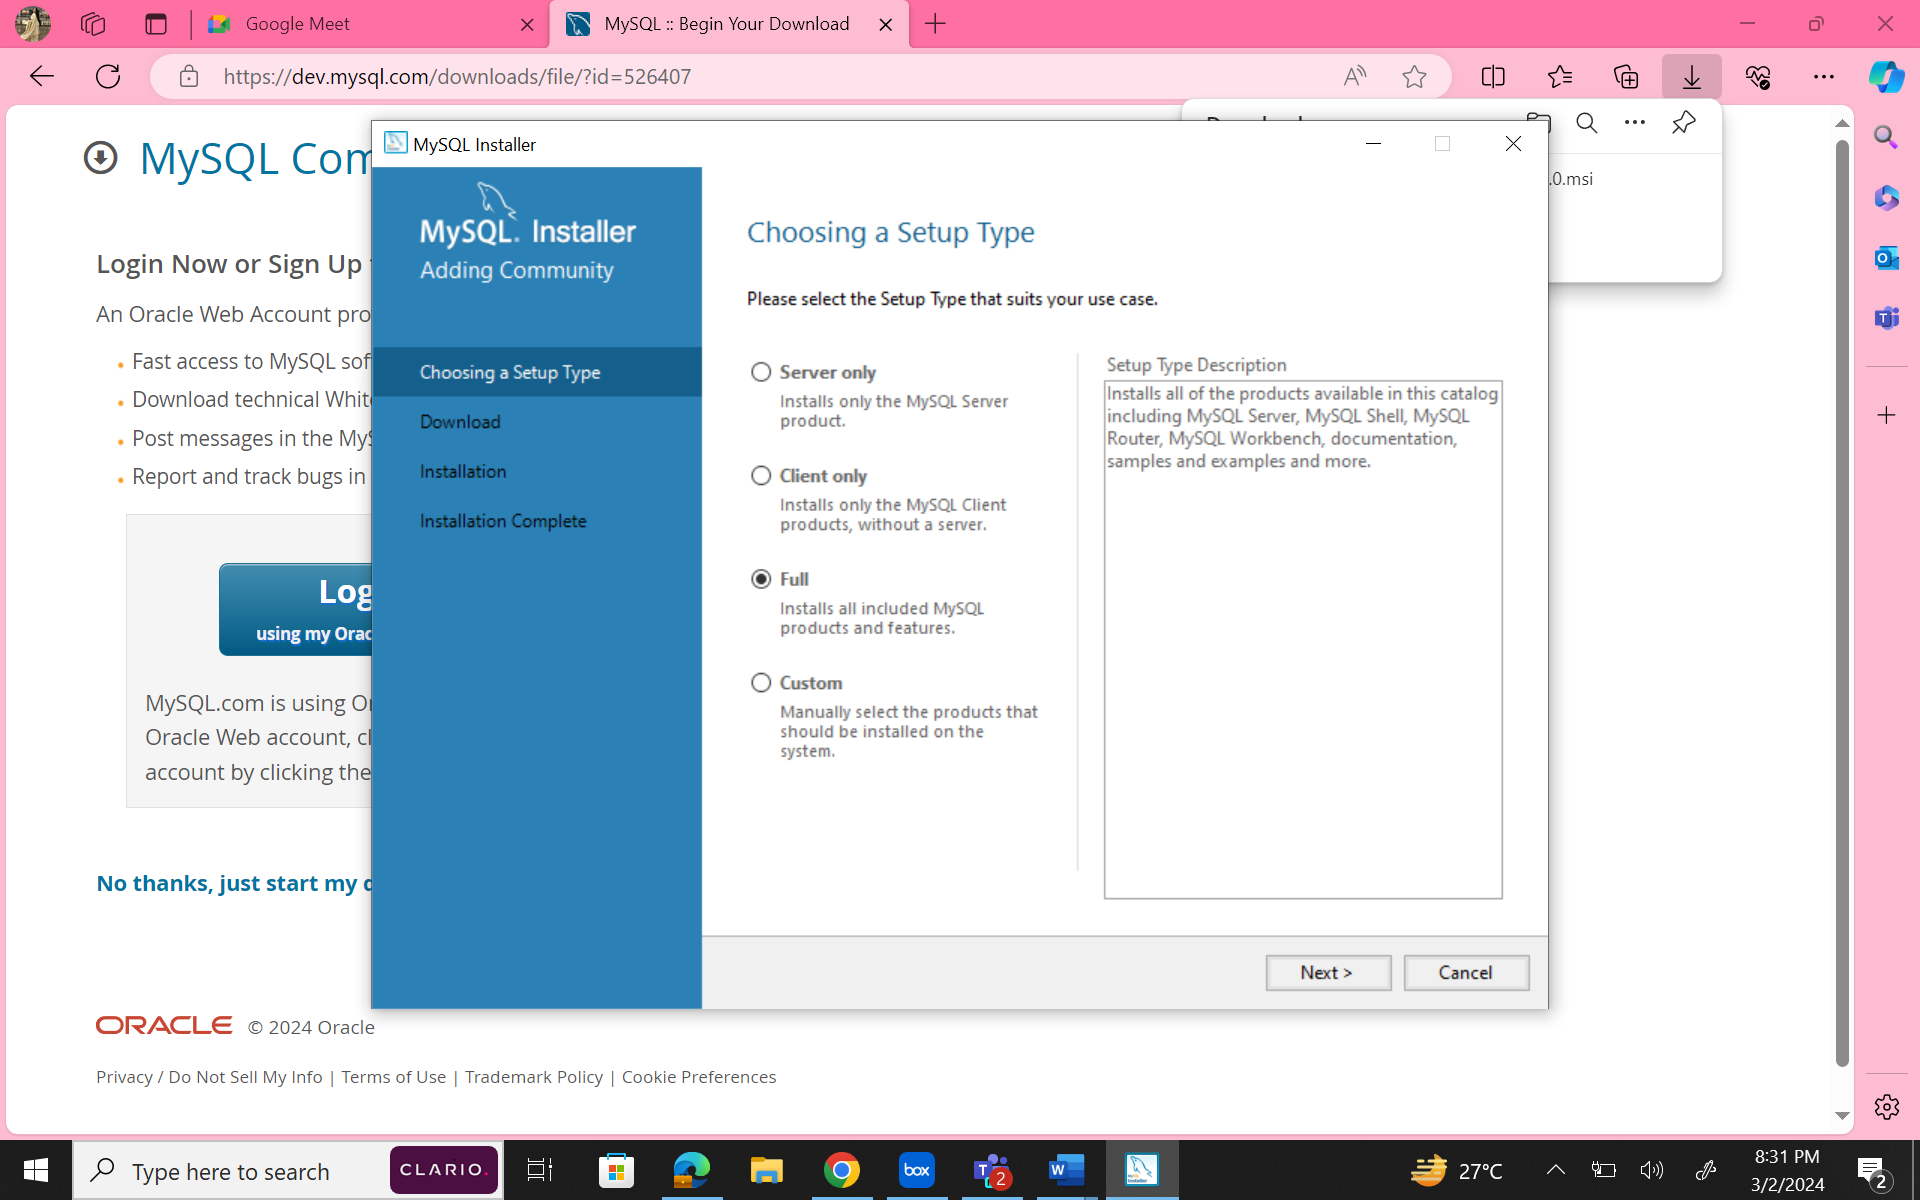 Google Meet
MySQL :: Begin Your Download
https://dev.mysql.com/downloads/file/?id=526407
MySQL Com
.0.msi
Login Now or Sign Up
An Oracle Web Account pro
Fast access to MySQL sof
Download technical White
Post messages in the MyS
Report and track bugs in
Log
using my Orac
MySQL.com is using Or
Oracle Web account, cl
account by clicking the
No thanks, just start my d
ORACLE © 2024 Oracle
Privacy / Do Not Sell My Info | Terms of Use | Trademark Policy | Cookie Preferences
MySQL Installer
MySQL. Installer
Adding Community
Choosing a Setup Type
Download
Installation
Installation Complete
Choosing a Setup Type
Please select the Setup Type that suits your use case.
Server only
Installs only the MySQL Server
product.
Client only
Installs only the MySQL Client
products, without a server.
Full
Installs all included MySQL
products and features.
Custom
Manually select the products that
should be installed on the
system.
Setup Type Description
Installs all of the products available in this catalog
including MySQL Server, MySQL Shell, MySQL
Router, MySQL Workbench, documentation,
samples and examples and more.
Next >
Cancel
Type here to search
CLARIO.
box
2
27°C
8:31 PM
3/2/2024
2